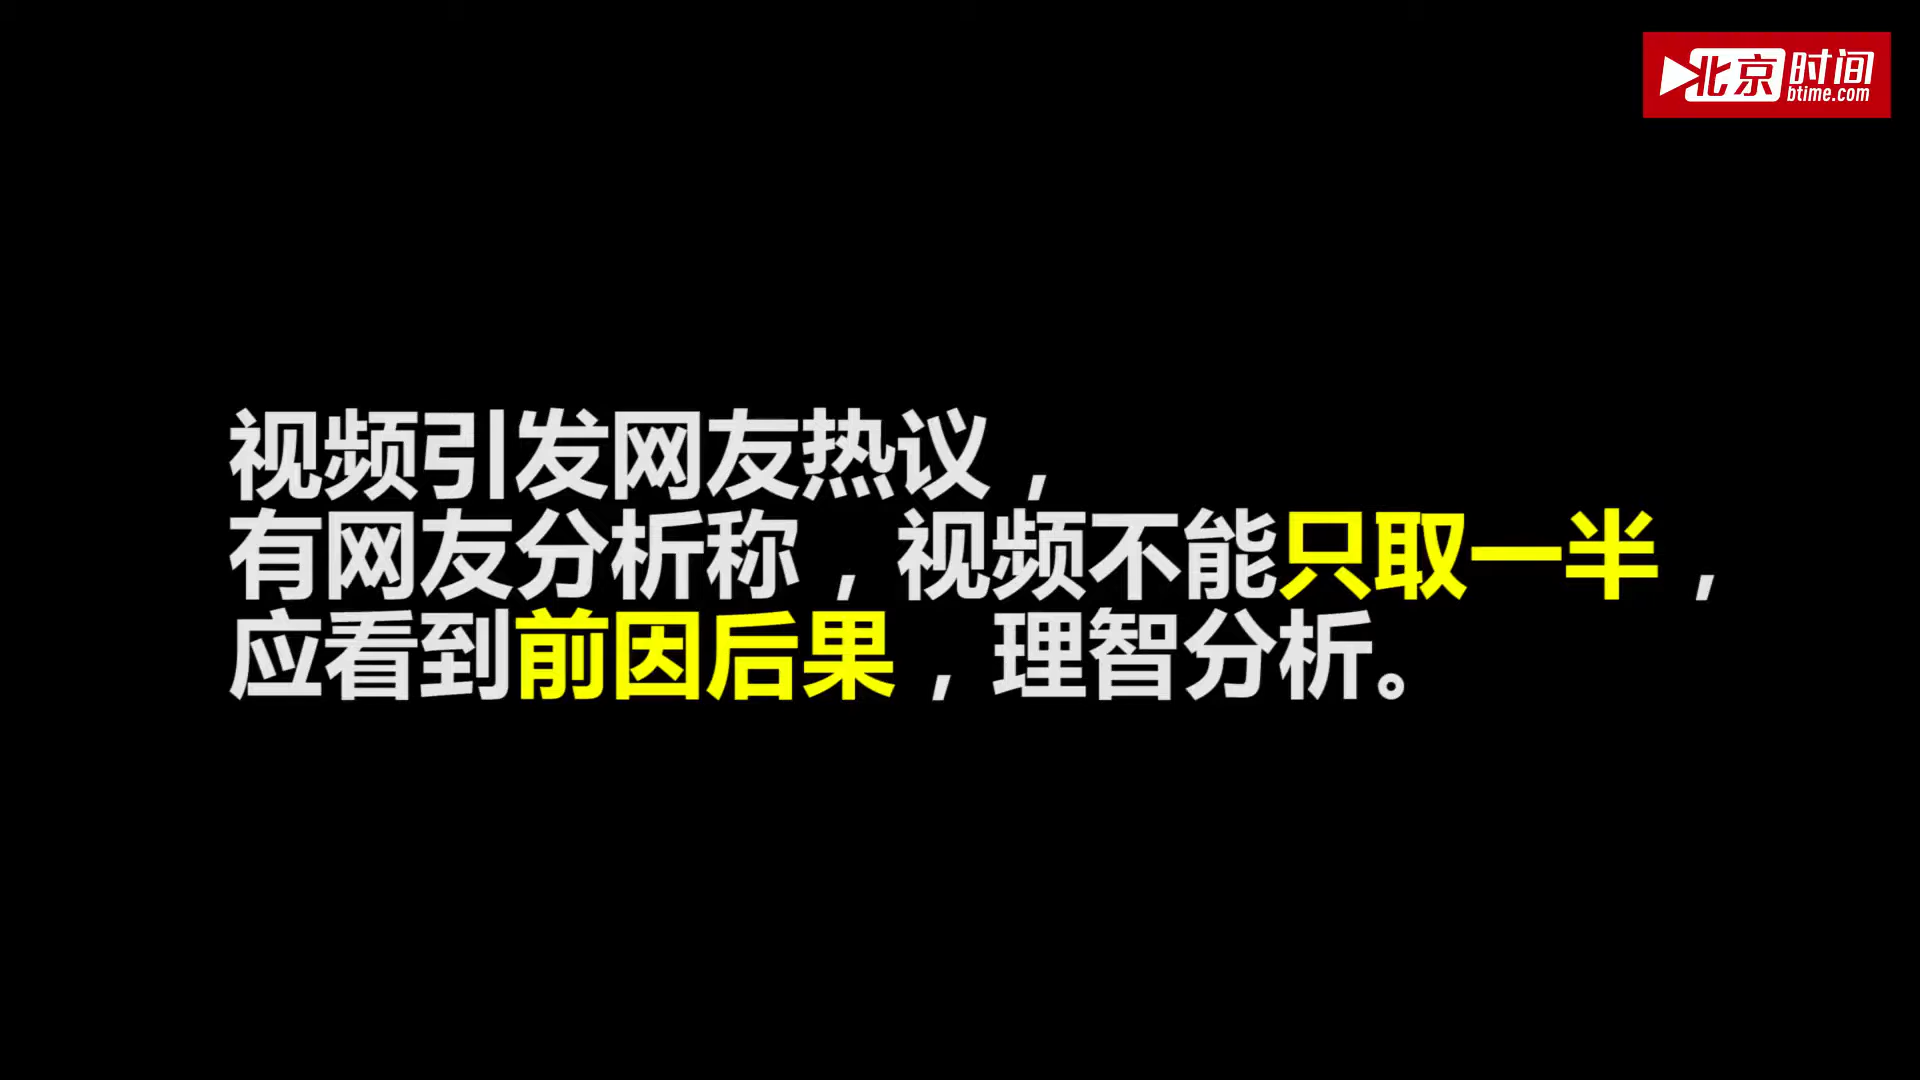 北京时间
btime.com
视频引发网友热议，
有网友分析称，视频不能只取一半，
应看到前因后果，理智分析。